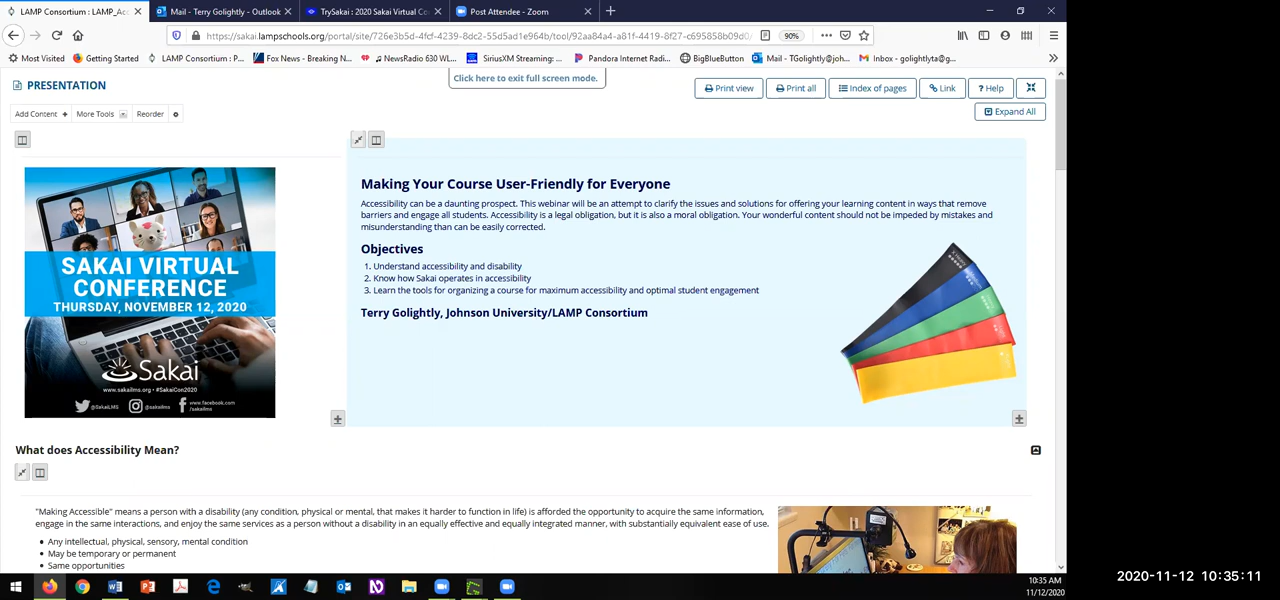 LAMP Consortium : LAMP_Acc
Mail - Terry Golightly - Outlook
TrySakai : 2020 Sakai Virtual Co
Post Attendee - Zoom
https://sakai.lampschools.org/portal/site/726e3b5d-4fcf-4239-8dc2-55d5ad1e964b/tool/92aa84a4-a81f-4419-8f27-c695858b09d0/
90%
Most Visited
Getting Started
LAMP Consortium : P...
Fox News - Breaking N...
NewsRadio 630 WL...
SiriusXM Streaming: ...
Pandora Internet Radi...
BigBlueButton
Mail - TGolightly@joh...
Inbox - golightlyta@g...
PRESENTATION
Click here to exit full screen mode.
Print view
Print all
Index of pages
Link
? Help
Expand All
Add Content
More Tools
Reorder
SAKAI VIRTUAL
CONFERENCE
THURSDAY, NOVEMBER 12, 2020
Sakai
www.sakailms.org • #SakaiCon2020
@SakaiLMS
@sakailms
www.facebook.com
/sakailms
Making Your Course User-Friendly for Everyone
Accessibility can be a daunting prospect. This webinar will be an attempt to clarify the issues and solutions for offering your learning content in ways that remove
barriers and engage all students. Accessibility is a legal obligation, but it is also a moral obligation. Your wonderful content should not be impeded by mistakes and
misunderstanding than can be easily corrected.
Objectives
1. Understand accessibility and disability
2. Know how Sakai operates in accessibility
3. Learn the tools for organizing a course for maximum accessibility and optimal student engagement
Terry Golightly, Johnson University/LAMP Consortium
What does Accessibility Mean?
"Making Accessible" means a person with a disability (any condition, physical or mental, that makes it harder to function in life) is afforded the opportunity to acquire the same information,
engage in the same interactions, and enjoy the same services as a person without a disability in an equally effective and equally integrated manner, with substantially equivalent ease of use.
• Any intellectual, physical, sensory, mental condition
• May be temporary or permanent
• Same opportunities
10:35 AM
11/12/2020
2020-11-12 10:35:11